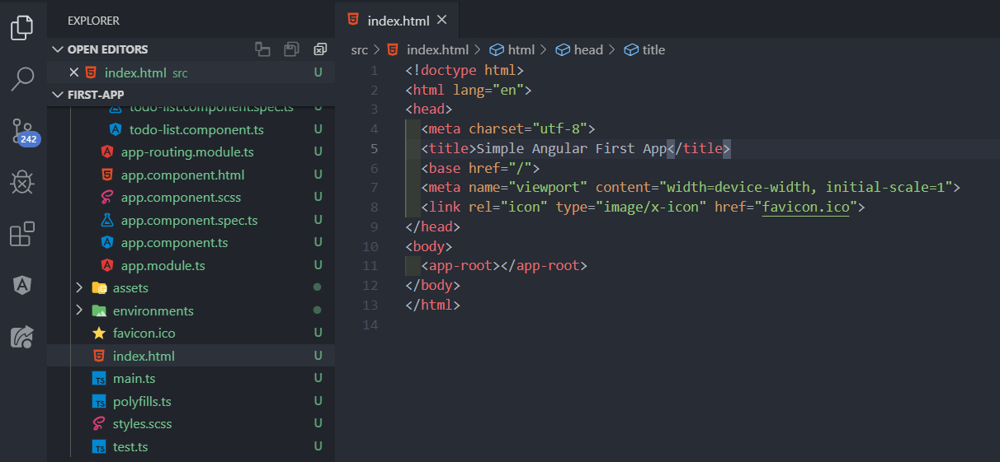 EXPLORER
OPEN EDITORS
index.html src U
FIRST-APP
todo-list.component.spec.ts U
todo-list.component.ts U
app-routing.module.ts U
app.component.html U
app.component.scss U
app.component.spec.ts U
app.component.ts U
app.module.ts U
assets
environments
favicon.ico U
index.html U
TS main.ts U
TS polyfills.ts U
styles.scss U
TS test.ts U
242
index.html
src > index.html > html > head > title
1 <!doctype html>
2 <html lang="en">
3 <head>
4 <meta charset="utf-8">
5 <title>Simple Angular First App</title>
6 <base href="/">
7 <meta name="viewport" content="width=device-width, initial-scale=1">
8 <link rel="icon" type="image/x-icon" href="favicon.ico">
9 </head>
10 <body>
11 <app-root></app-root>
12 </body>
13 </html>
14